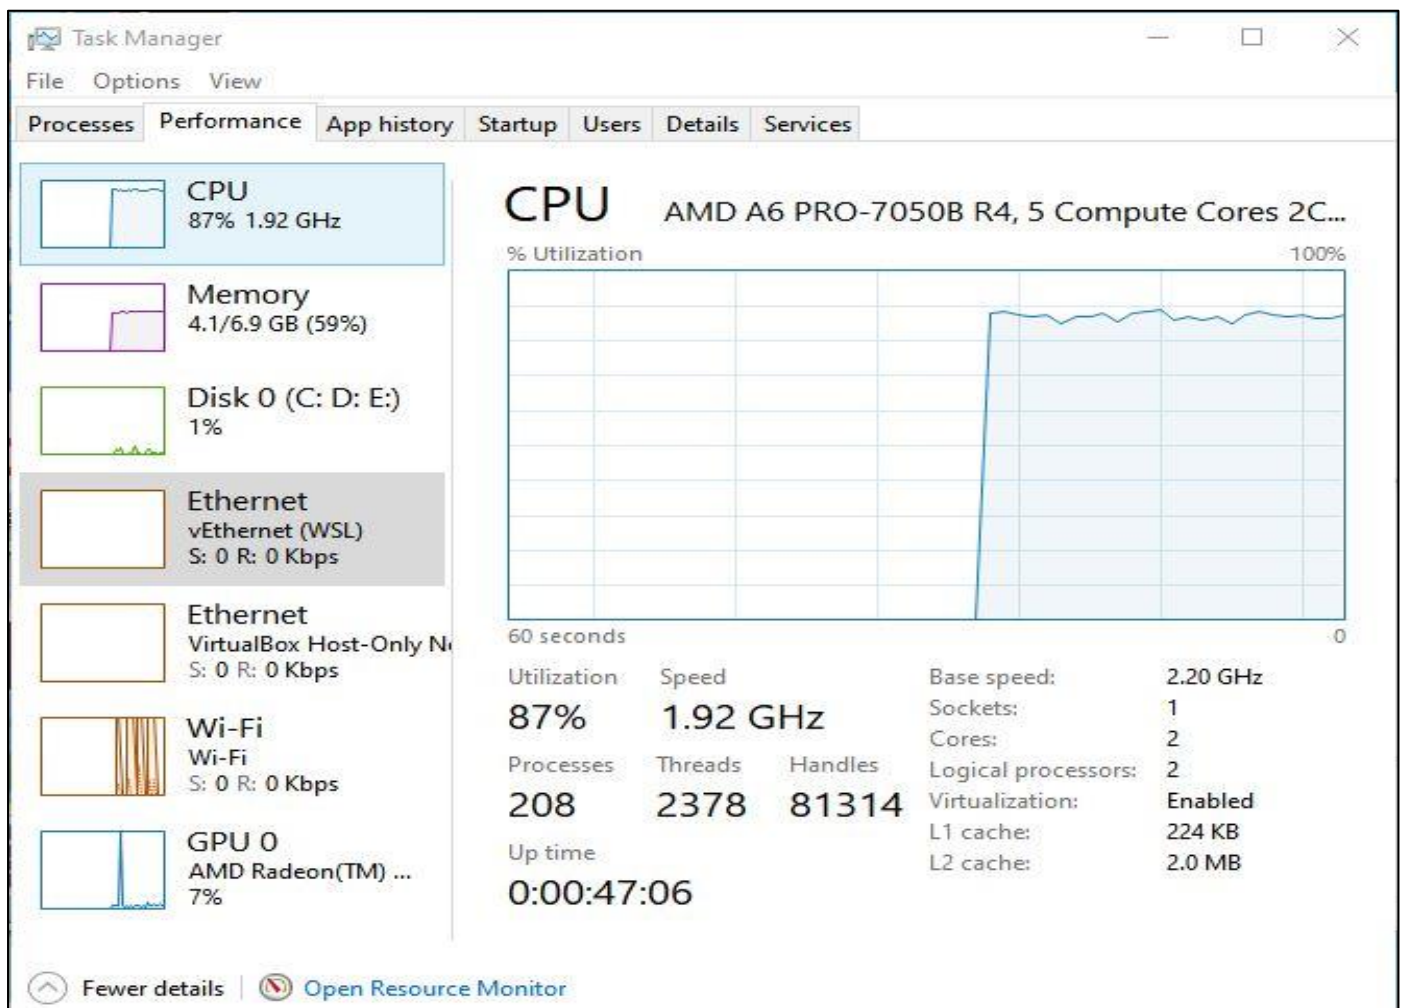 Task Manager
File Options View
Processes Performance App history Startup Users Details Services
CPU
87% 1.92 GHz
Memory
4.1/6.9 GB (59%)
Disk 0 (C: D: E:)
1%
Ethernet
vEthernet (WSL)
S: 0 R: 0 Kbps
Ethernet
VirtualBox Host-Only N
S: 0 R: 0 Kbps
Wi-Fi
Wi-Fi
S: 0 R: 0 Kbps
GPU 0
AMD Radeon(TM) ...
7%
CPU AMD A6 PRO-7050B R4, 5 Compute Cores 2C...
% Utilization 100%
60 seconds 0
Utilization Speed
87% 1.92 GHz
Processes Threads Handles
208 2378 81314
Up time
0:00:47:06
Base speed: 2.20 GHz
Sockets: 1
Cores: 2
Logical processors: 2
Virtualization: Enabled
L1 cache: 224 KB
L2 cache: 2.0 MB
Fewer details Open Resource Monitor